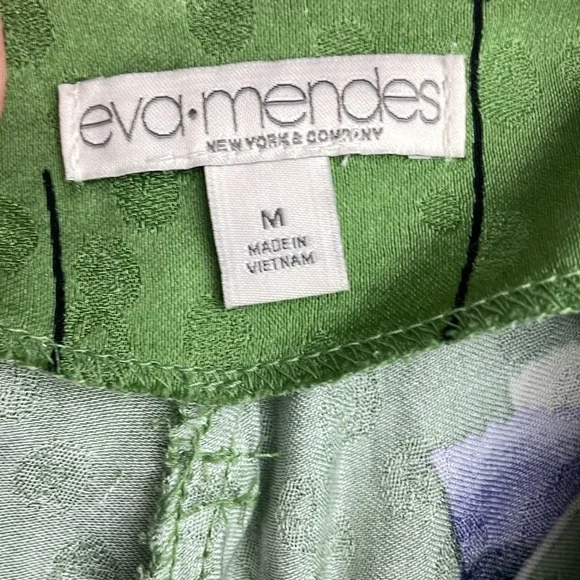 eva·mendes
NEW YORK & COMPANY
M
MADE IN
VIETNAM